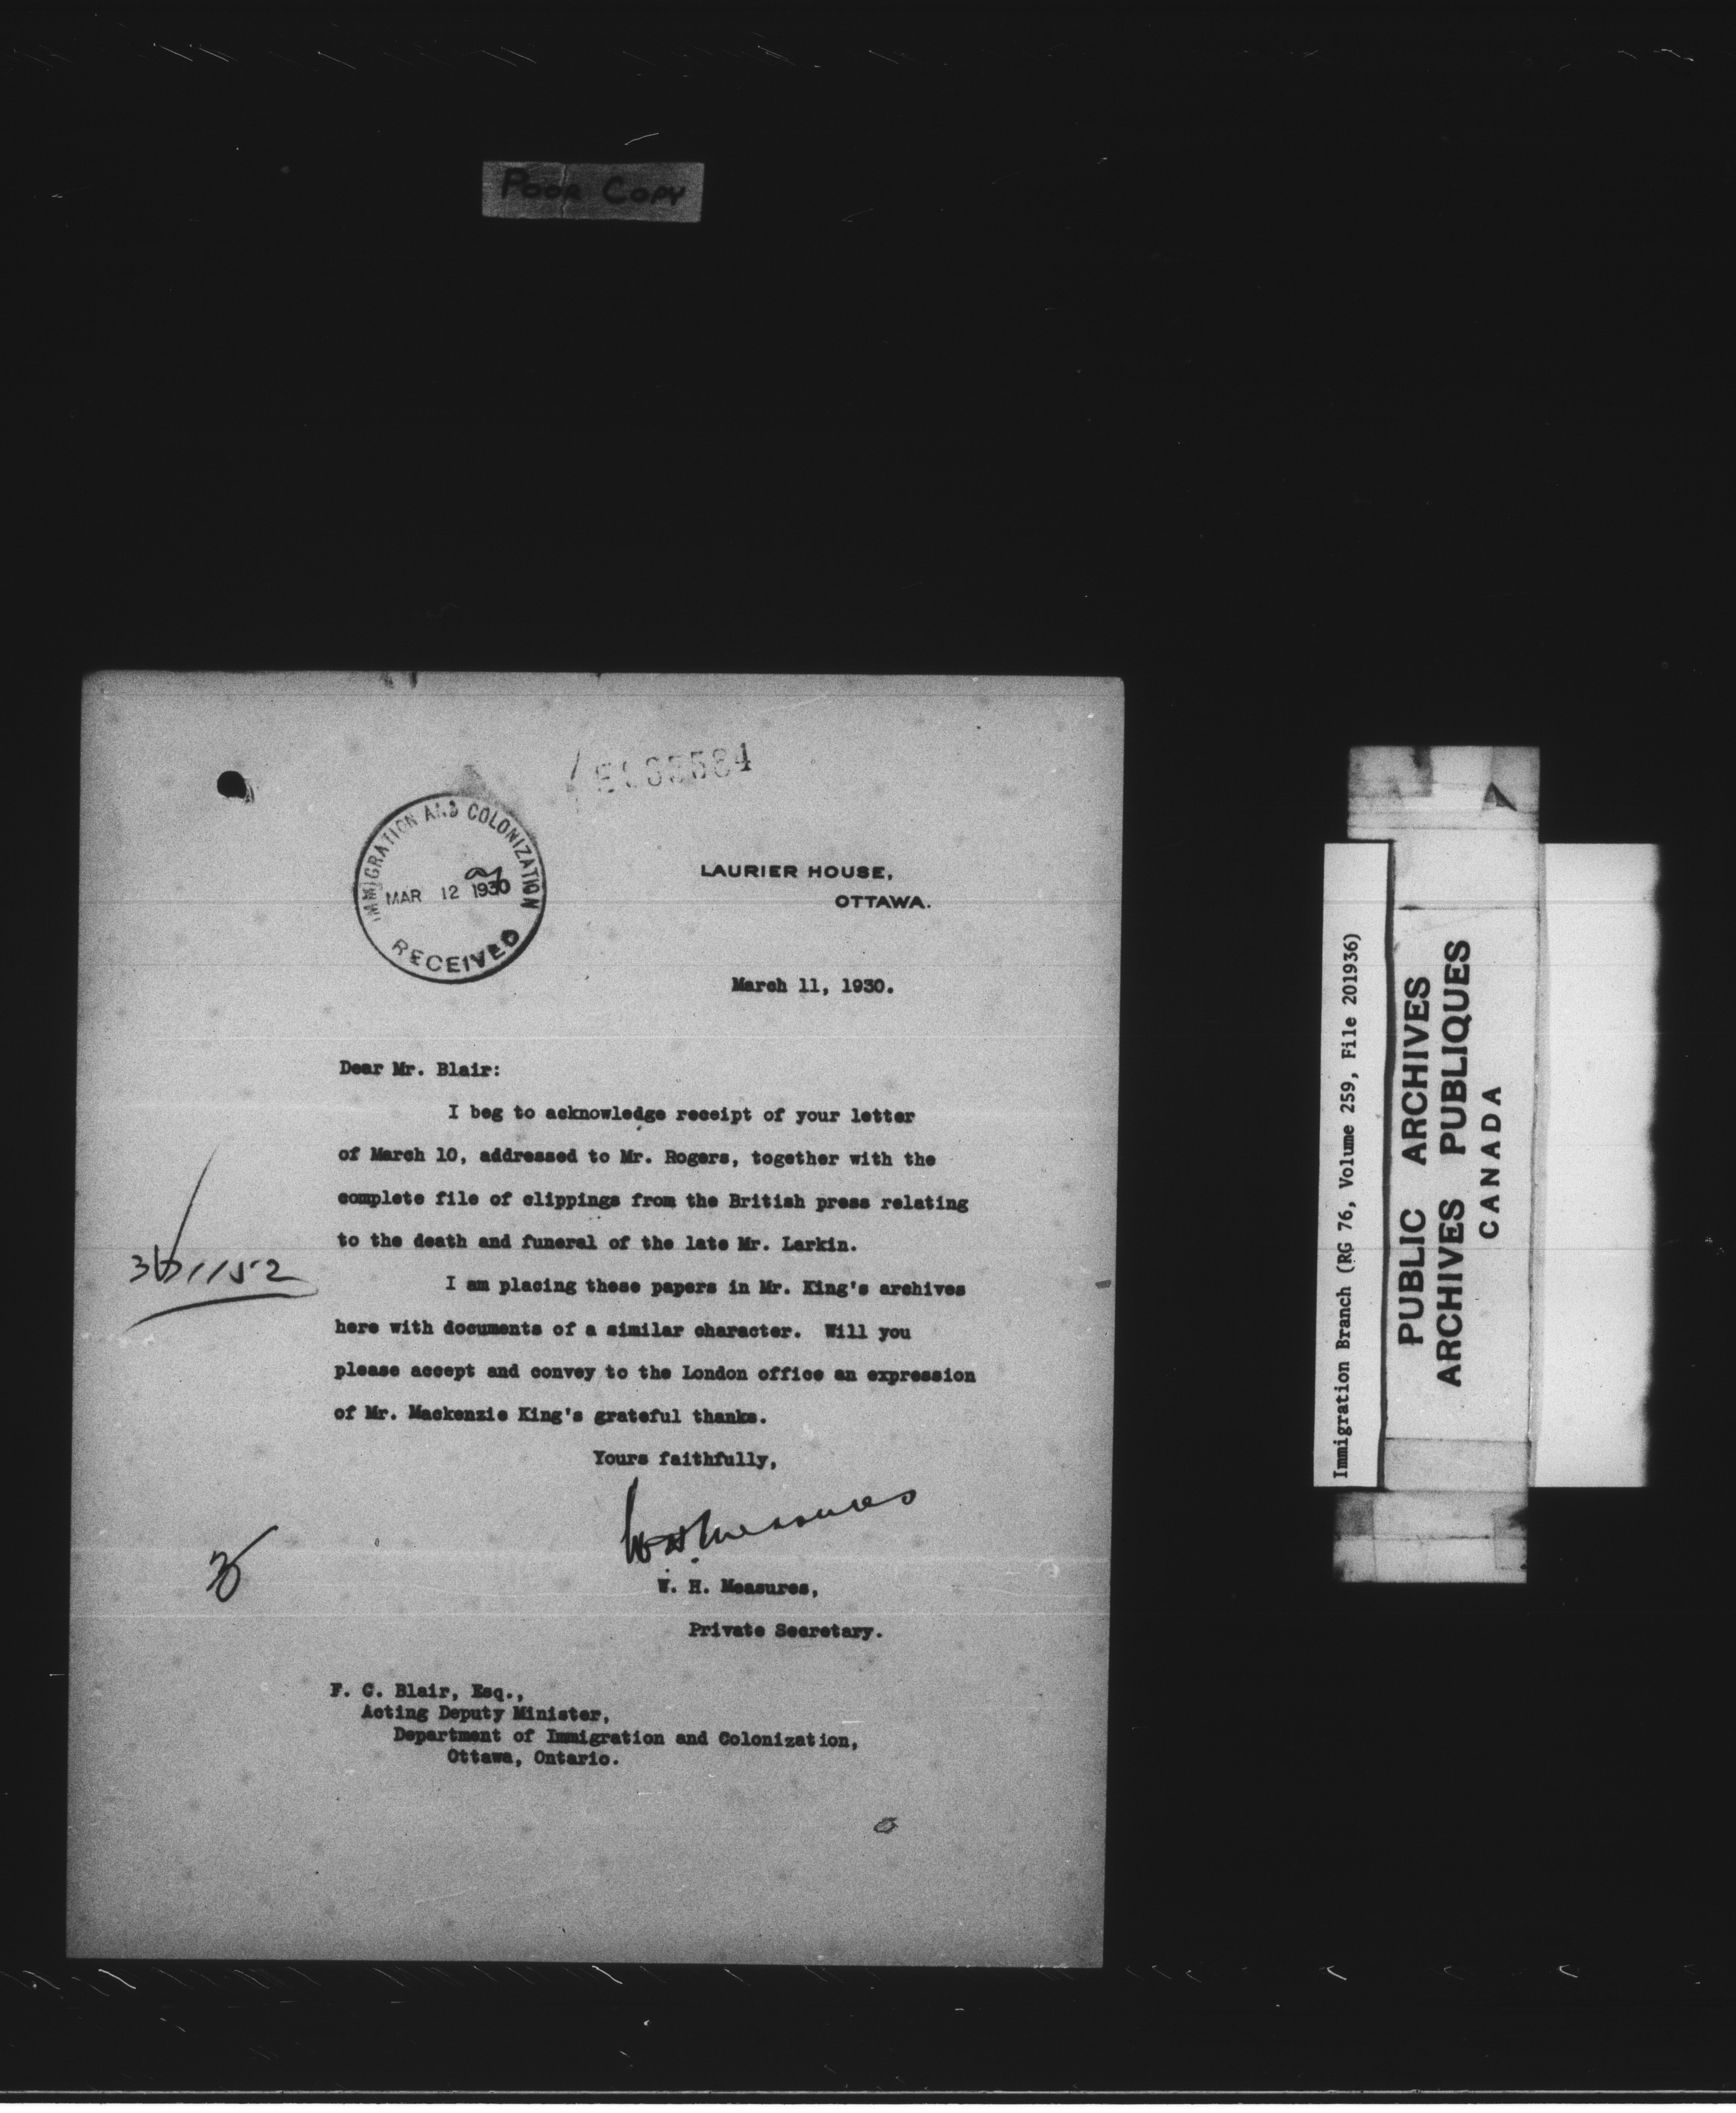 POOR COPY
IMMIGRATION AND COLONIZATION
MAR 12 1930
RECEIVED
LAURIER HOUSE,
OTTAWA.
March 11, 1930.
Dear Mr. Blair:
I beg to acknowledge receipt of your letter
of March 10, addressed to Mr. Rogers, together with the
complete file of clippings from the British press relating
to the death and funeral of the late Mr. Larkin.
I am placing these papers in Mr. King's archives
here with documents of a similar character. Will you
please accept and convey to the London office an expression
of Mr. Mackenzie King's grateful thanks.
Yours faithfully,
W. H. Measures
W. H. Measures,
Private Secretary.
F. C. Blair, Esq.,
Acting Deputy Minister,
Department of Immigration and Colonization,
Ottawa, Ontario.
Immigration Branch (RG 76, Volume 259, File 201936)
PUBLIC ARCHIVES
ARCHIVES PUBLIQUES
CANADA